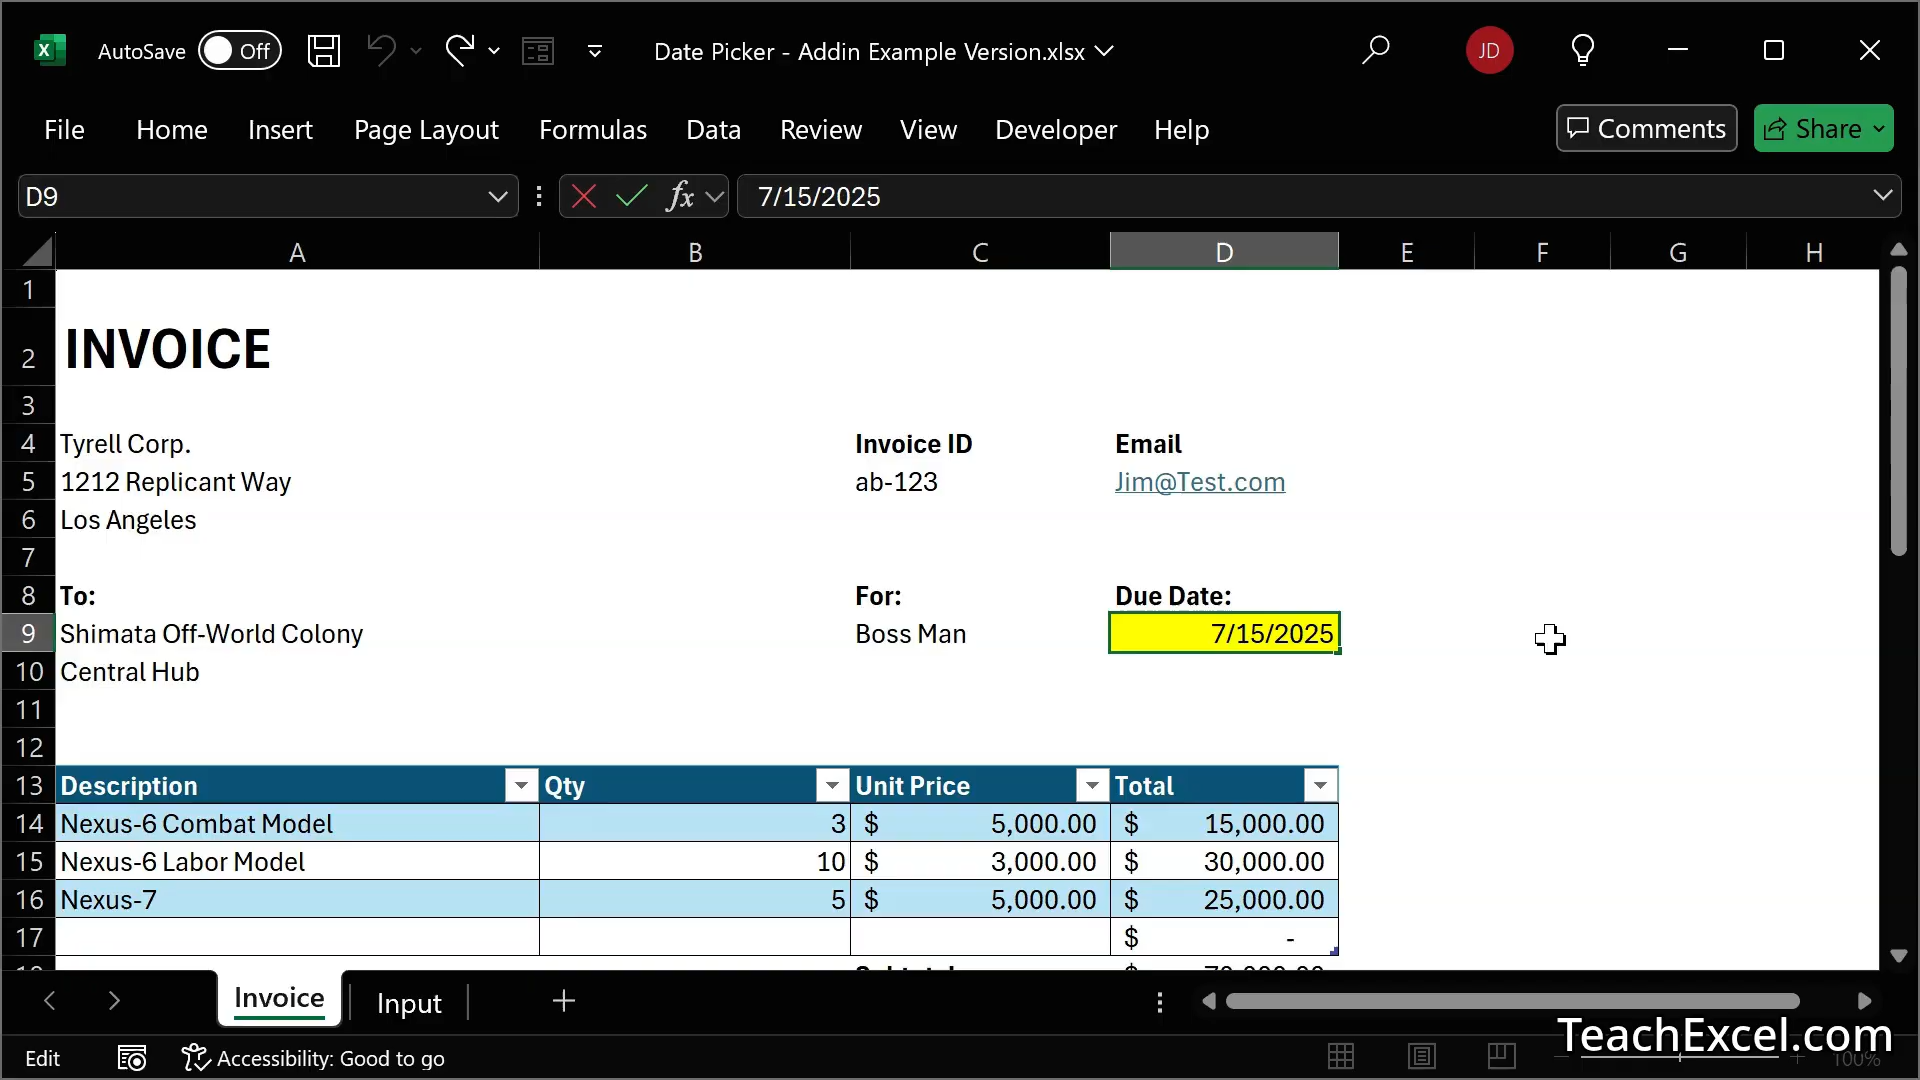 AutoSave Off Date Picker - Addin Example Version.xlsx JD
File Home Insert Page Layout Formulas Data Review View Developer Help Comments Share
D9 fx 7/15/2025
A B C D E F G H
1
2 INVOICE
3
4 Tyrell Corp. Invoice ID Email
5 1212 Replicant Way ab-123 Jim@Test.com
6 Los Angeles
7
8 To: For: Due Date:
9 Shimata Off-World Colony Boss Man 7/15/2025
10 Central Hub
11
12
13 Description Qty Unit Price Total
14 Nexus-6 Combat Model 3 $ 5,000.00 $ 15,000.00
15 Nexus-6 Labor Model 10 $ 3,000.00 $ 30,000.00
16 Nexus-7 5 $ 5,000.00 $ 25,000.00
17 $ -
Invoice Input
TeachExcel.com
Edit Accessibility: Good to go 100%